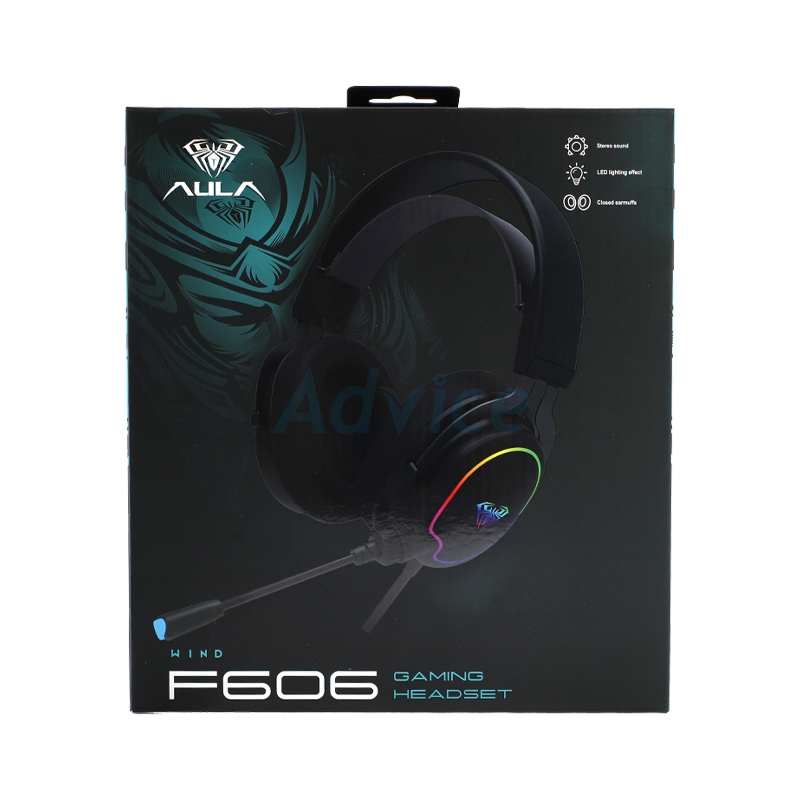 AULA
Stereo sound
LED lighting effect
Closed earmuffs
Advice
WIND
F606
GAMING
HEADSET